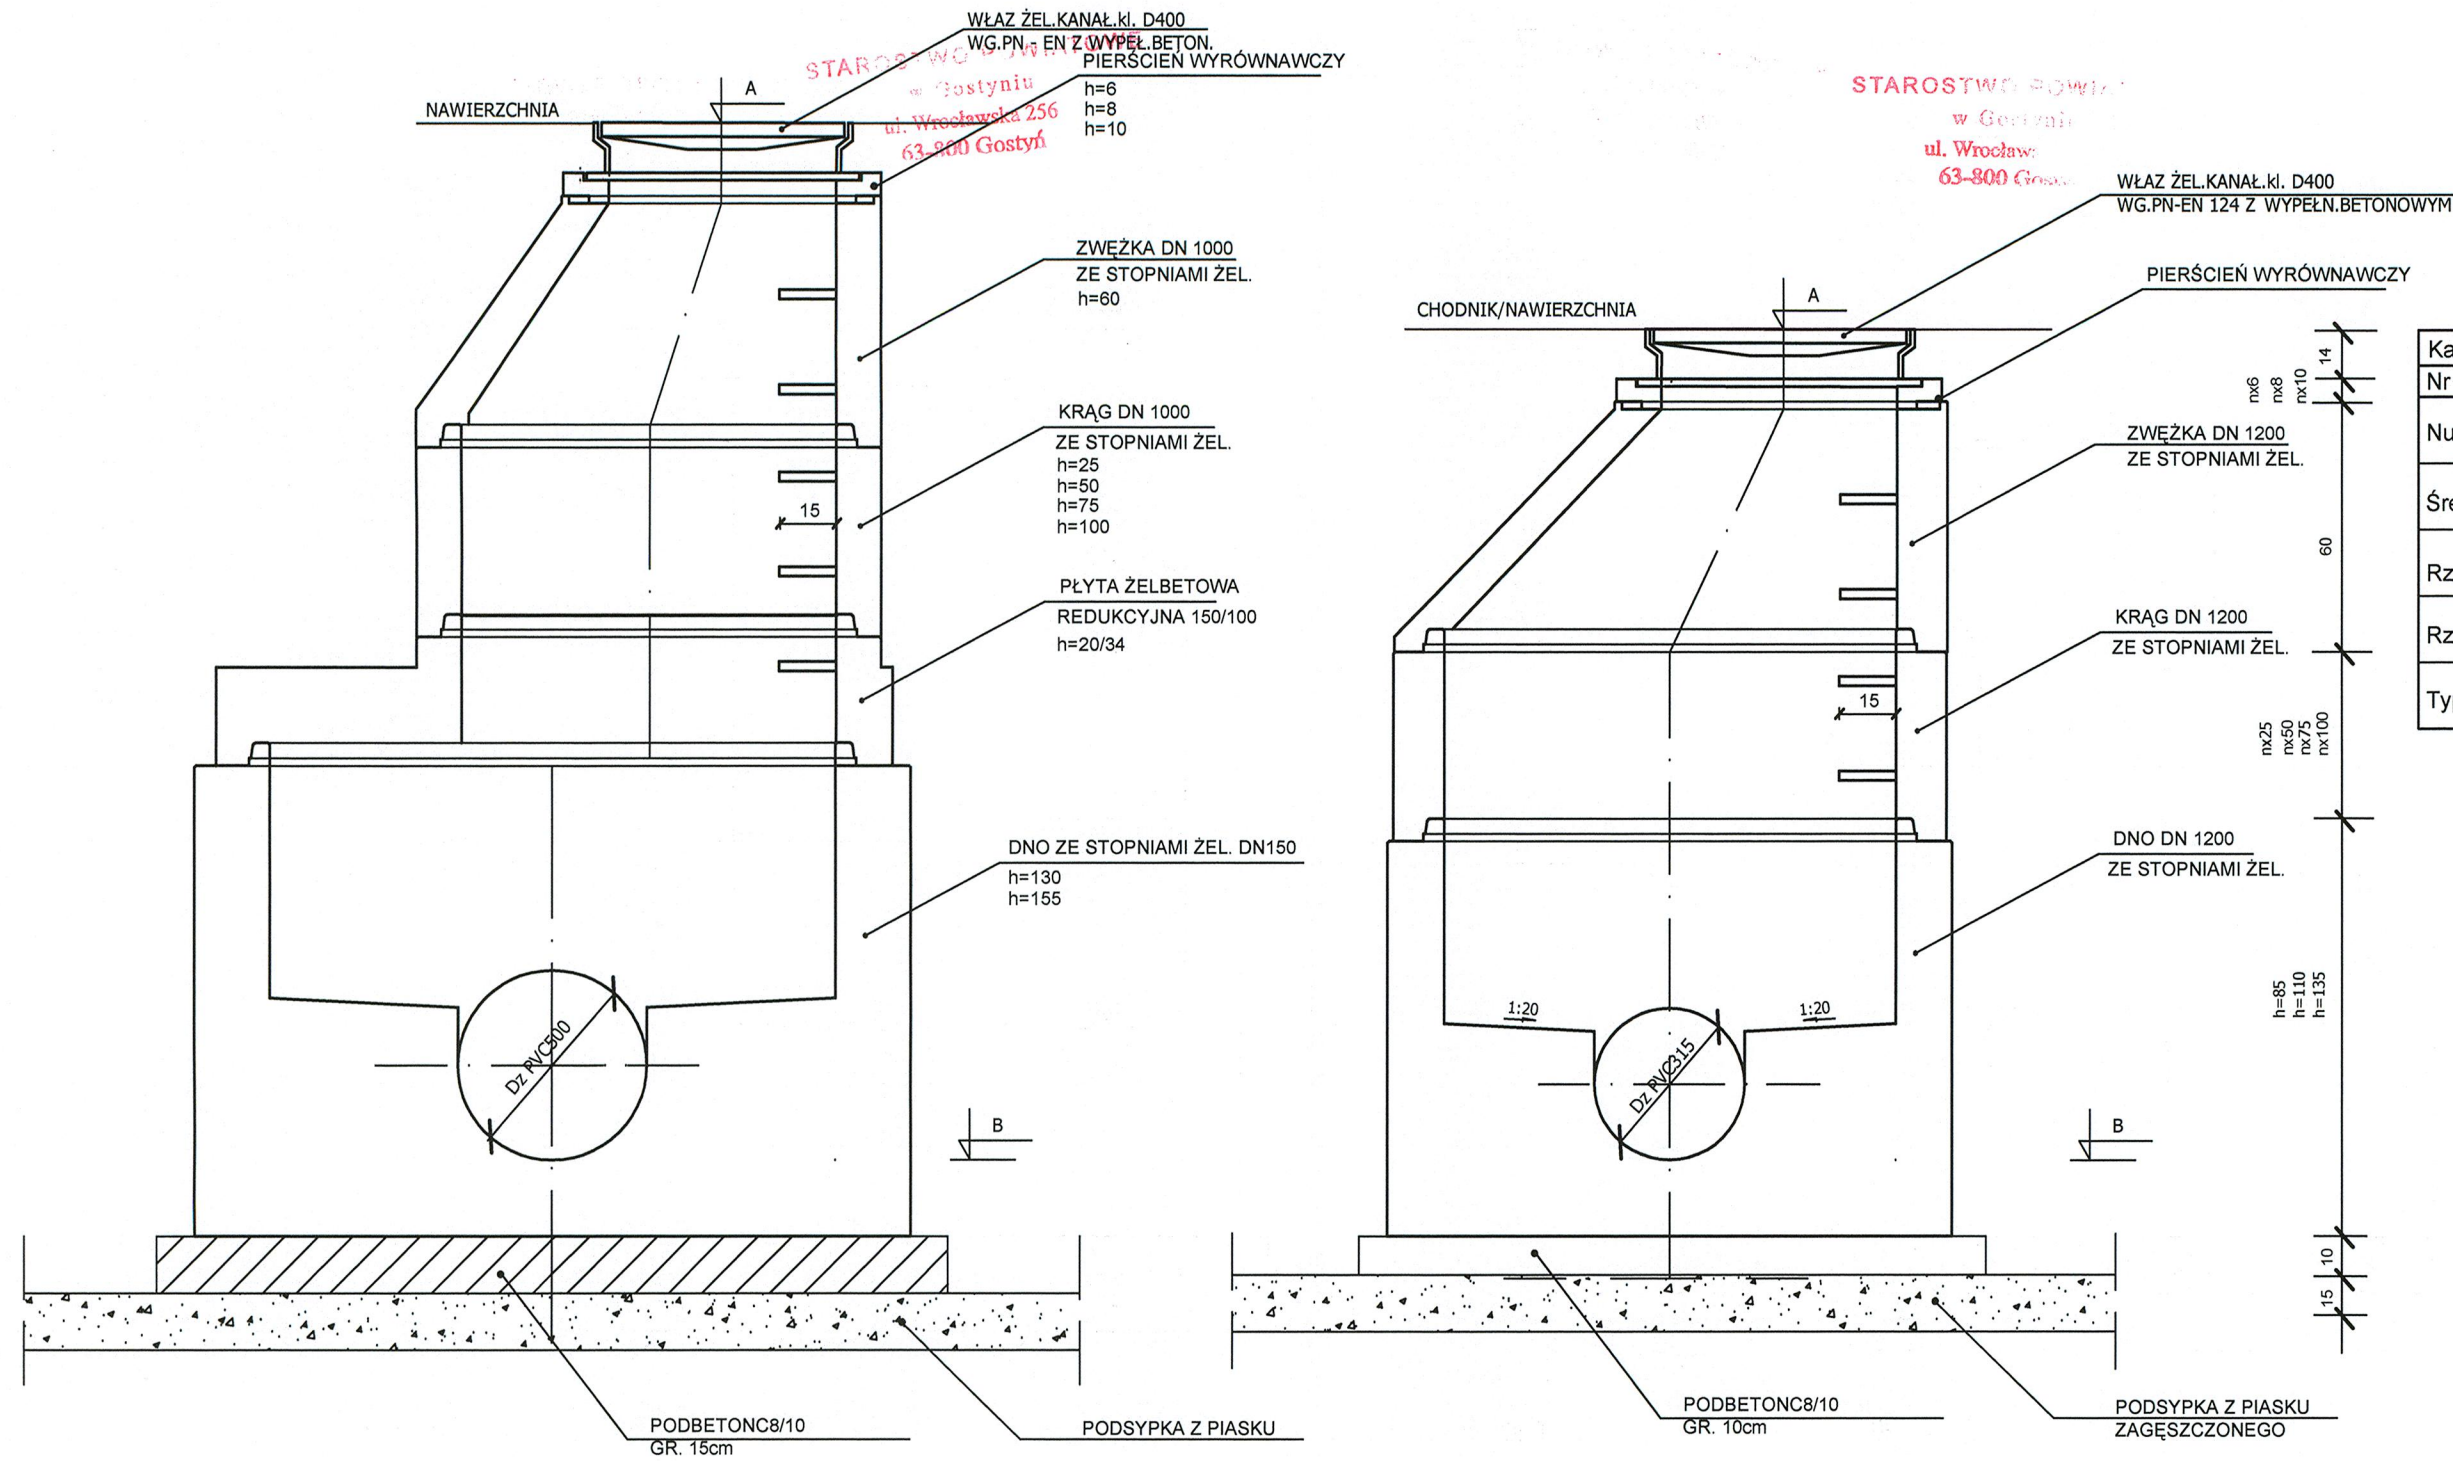 WŁAZ ŻEL.KANAŁ.kl. D400
WG.PN - EN Z WYPEŁ.BETON.
PIERŚCIEŃ WYRÓWNAWCZY
h=6
h=8
h=10
STAROSTWO POWIATOWE
w Gostyniu
ul. Wrocławska 256
63-800 Gostyń
A
NAWIERZCHNIA
ZWĘŻKA DN 1000
ZE STOPNIAMI ŻEL.
h=60
KRĄG DN 1000
ZE STOPNIAMI ŻEL.
h=25
h=50
h=75
h=100
15
PŁYTA ŻELBETOWA
REDUKCYJNA 150/100
h=20/34
DNO ZE STOPNIAMI ŻEL. DN150
h=130
h=155
Dz PVC500
B
PODBETONC8/10
GR. 15cm
PODSYPKA Z PIASKU
STAROSTWO POWI
w Gostyni
ul. Wrocław
63-800
WŁAZ ŻEL.KANAŁ.kl. D400
WG.PN-EN 124 Z WYPEŁN.BETONOWYM
PIERŚCIEŃ WYRÓWNAWCZY
A
CHODNIK/NAWIERZCHNIA
14
nx6
nx8
nx10
ZWĘŻKA DN 1200
ZE STOPNIAMI ŻEL.
60
KRĄG DN 1200
ZE STOPNIAMI ŻEL.
15
nx25
nx50
nx75
nx100
DNO DN 1200
ZE STOPNIAMI ŻEL.
h=85
h=110
h=135
1:20
1:20
Dz PVC315
B
10
15
PODBETONC8/10
GR. 10cm
PODSYPKA Z PIASKU
ZAGĘSZCZONEGO
Ka
Nr
Nu
Śre
Rz
Rz
Typ